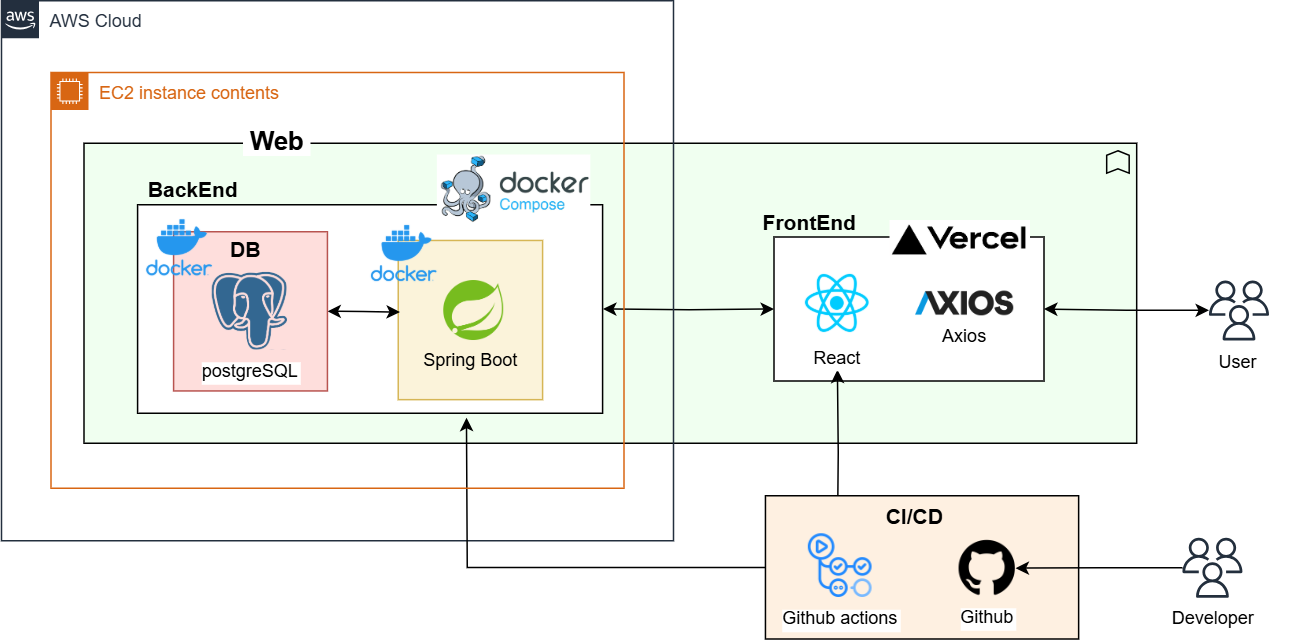 aws
AWS Cloud
EC2 instance contents
Web
BackEnd
docker
Compose
docker
DB
postgreSQL
docker
Spring Boot
FrontEnd
Vercel
React
AXIOS
Axios
User
CI/CD
Github actions
Github
Developer